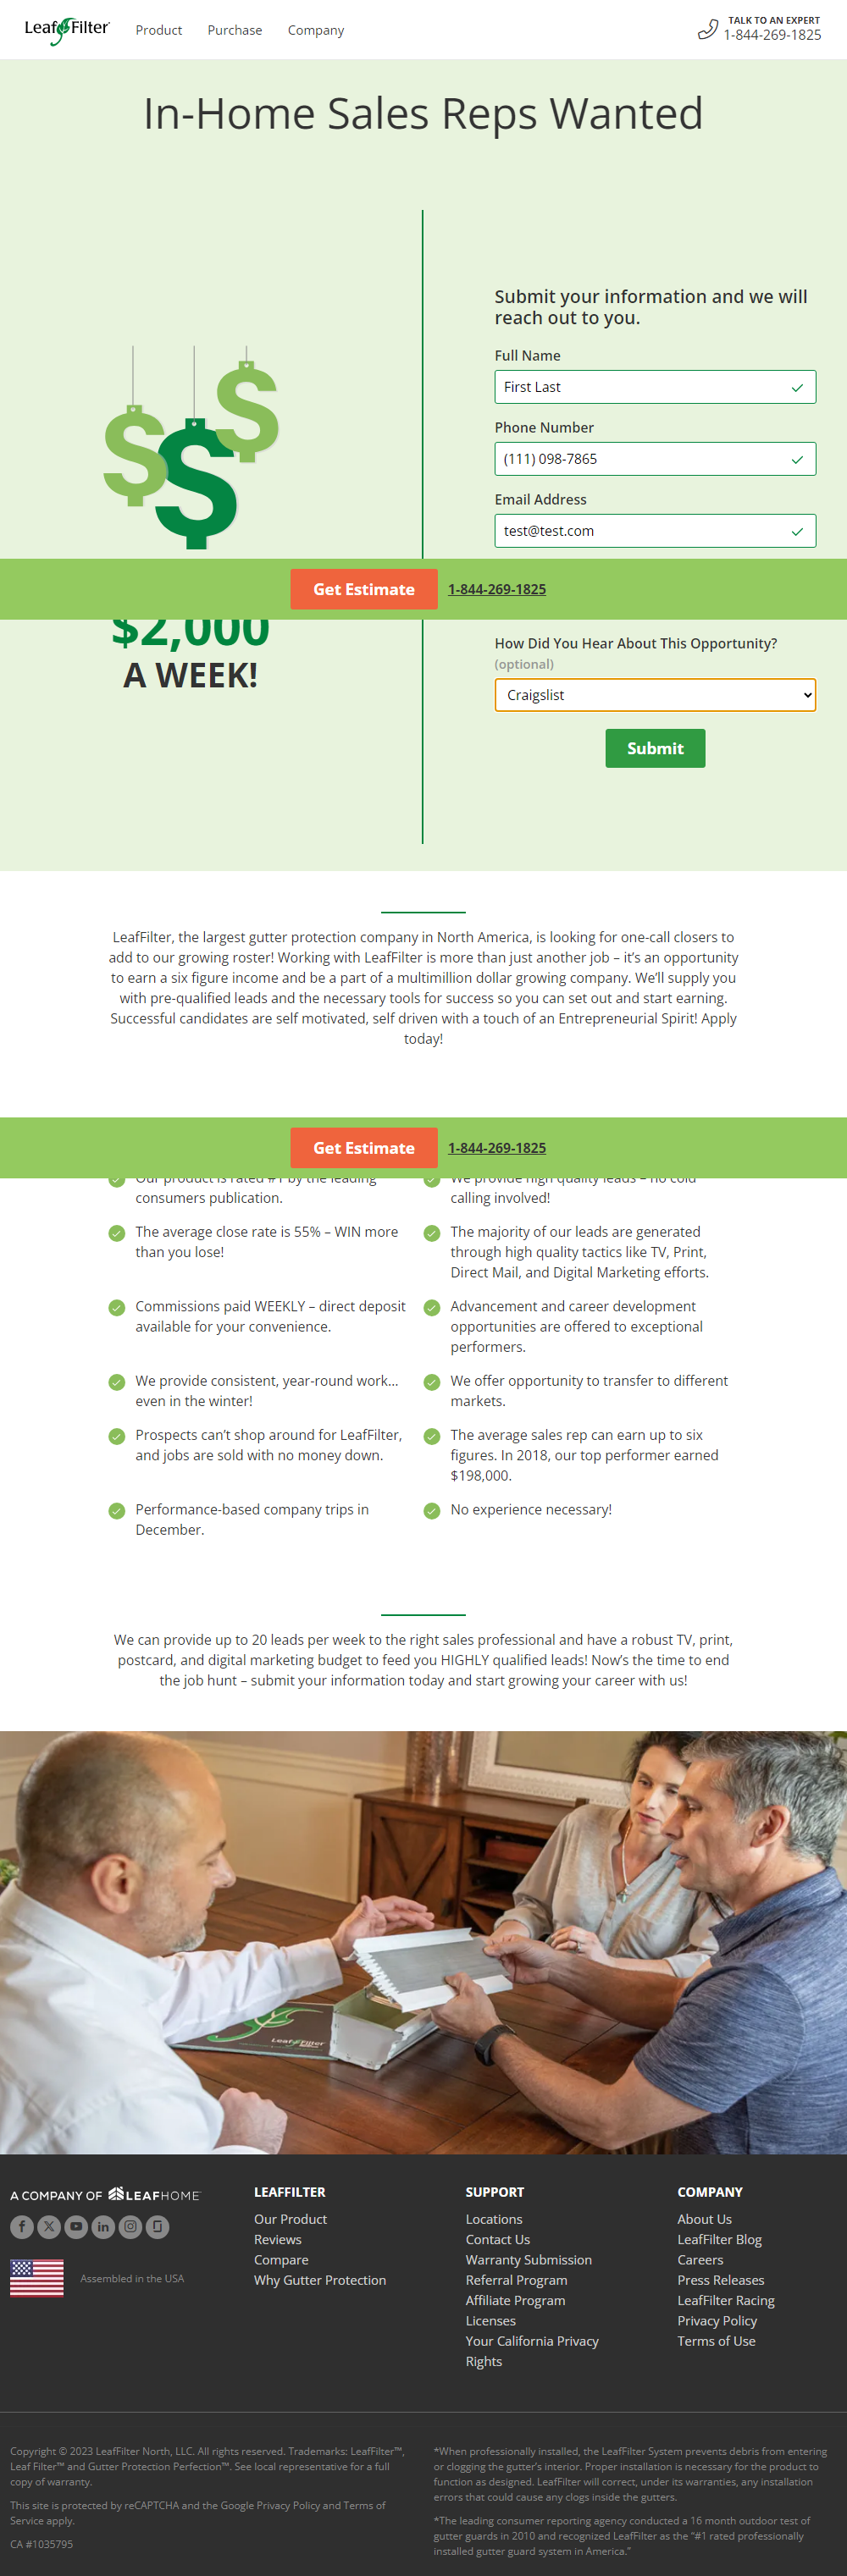 LeafFilter
Product
Purchase
Company
TALK TO AN EXPERT
1-844-269-1825
In-Home Sales Reps Wanted
$$$
$2,000
A WEEK!
Submit your information and we will
reach out to you.
Full Name
First Last
Phone Number
(111) 098-7865
Email Address
test@test.com
Get Estimate
1-844-269-1825
How Did You Hear About This Opportunity?
(optional)
Craigslist
Submit
LeafFilter, the largest gutter protection company in North America, is looking for one-call closers to
add to our growing roster! Working with LeafFilter is more than just another job – it’s an opportunity
to earn a six figure income and be a part of a multimillion dollar growing company. We’ll supply you
with pre-qualified leads and the necessary tools for success so you can set out and start earning.
Successful candidates are self motivated, self driven with a touch of an Entrepreneurial Spirit! Apply
today!
Get Estimate
1-844-269-1825
Our product is rated #1 by the leading
consumers publication.
We provide high quality leads – no cold
calling involved!
The average close rate is 55% – WIN more
than you lose!
The majority of our leads are generated
through high quality tactics like TV, Print,
Direct Mail, and Digital Marketing efforts.
Commissions paid WEEKLY – direct deposit
available for your convenience.
Advancement and career development
opportunities are offered to exceptional
performers.
We provide consistent, year-round work...
even in the winter!
We offer opportunity to transfer to different
markets.
Prospects can’t shop around for LeafFilter,
and jobs are sold with no money down.
The average sales rep can earn up to six
figures. In 2018, our top performer earned
$198,000.
Performance-based company trips in
December.
No experience necessary!
We can provide up to 20 leads per week to the right sales professional and have a robust TV, print,
postcard, and digital marketing budget to feed you HIGHLY qualified leads! Now’s the time to end
the job hunt – submit your information today and start growing your career with us!
LeafFilter
A COMPANY OF LEAFHOME
Assembled in the USA
LEAFFILTER
Our Product
Reviews
Compare
Why Gutter Protection
SUPPORT
Locations
Contact Us
Warranty Submission
Referral Program
Affiliate Program
Licenses
Your California Privacy
Rights
COMPANY
About Us
LeafFilter Blog
Careers
Press Releases
LeafFilter Racing
Privacy Policy
Terms of Use
Copyright © 2023 LeafFilter North, LLC. All rights reserved. Trademarks: LeafFilter™,
Leaf Filter™ and Gutter Protection Perfection™. See local representative for a full
copy of warranty.
This site is protected by reCAPTCHA and the Google Privacy Policy and Terms of
Service apply.
CA #1035795
*When professionally installed, the LeafFilter System prevents debris from entering
or clogging the gutter’s interior. Proper installation is necessary for the product to
function as designed. LeafFilter will correct, under its warranties, any installation
errors that could cause any clogs inside the gutters.
*The leading consumer reporting agency conducted a 16 month outdoor test of
gutter guards in 2010 and recognized LeafFilter as the “#1 rated professionally
installed gutter guard system in America.”